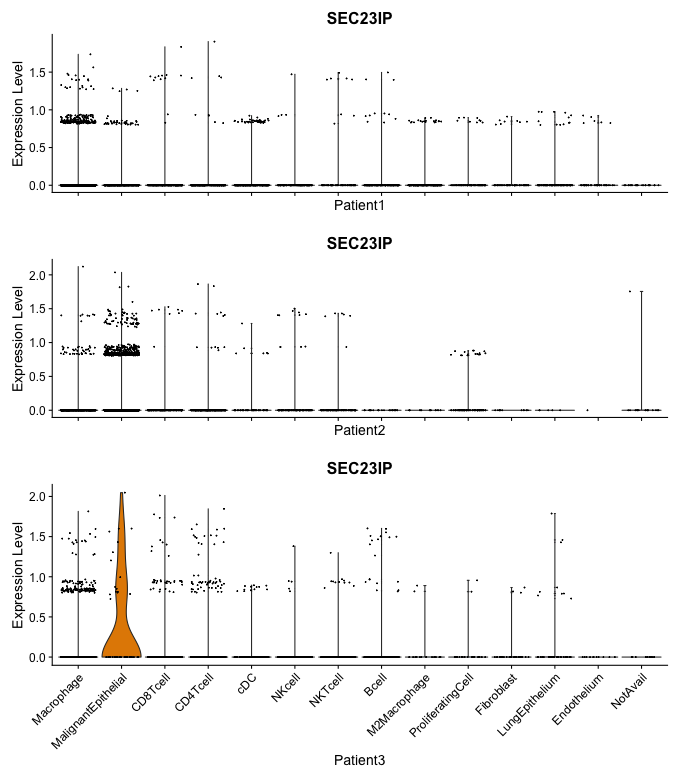 SEC23IP
Expression Level
1.5
1.0
0.5
0.0
Patient1
SEC23IP
Expression Level
2.0
1.5
1.0
0.5
0.0
Patient2
SEC23IP
Expression Level
2.0
1.5
1.0
0.5
0.0
Macrophage
MalignantEpithelial
CD8Tcell
CD4Tcell
cDC
NKcell
NKTcell
Bcell
M2Macrophage
ProliferatingCell
Fibroblast
LungEpithelium
Endothelium
NotAvail
Patient3